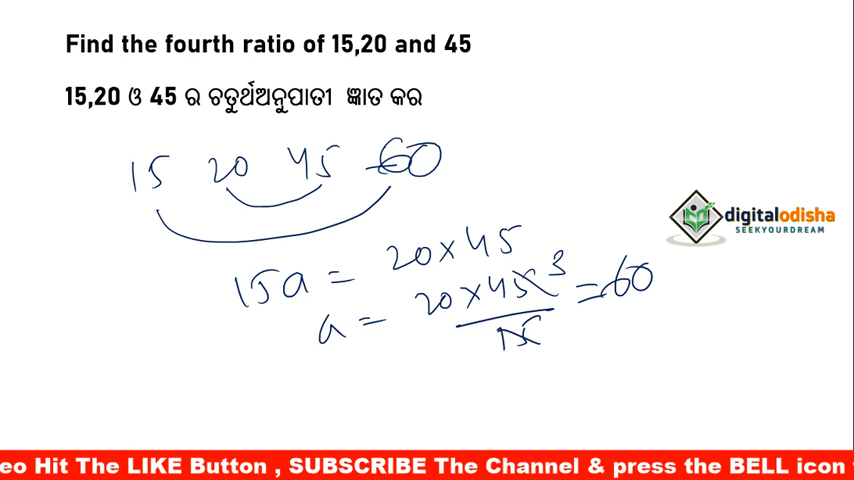 Find the fourth ratio of 15,20 and 45
15,20 ଓ 45 ର ଚତୁର୍ଥଅନୁପାତୀ ଜ୍ଞାତ କର
15 20 45 60
15a = 20 × 45
a = 20 × 45 3 = 60
15
digitalodisha
SEEKYOURDREAM
eo Hit The LIKE Button , SUBSCRIBE The Channel & press the BELL icon